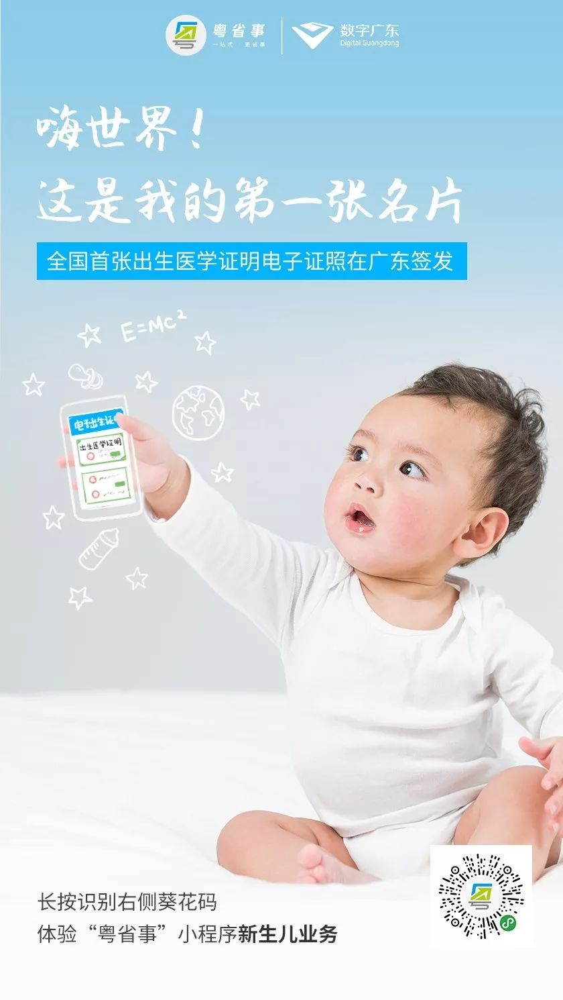 粤省事
一站式 更省事
数字广东
Digital Guangdong
嗨世界！
这是我的第一张名片
全国首张出生医学证明电子证照在广东签发
E=MC²
电子出生证
出生医学证明
长按识别右侧葵花码
体验“粤省事”小程序新生儿业务